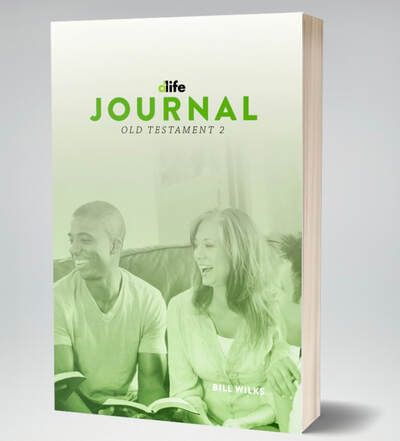 dlife
JOURNAL
OLD TESTAMENT 2
BILL WILKS